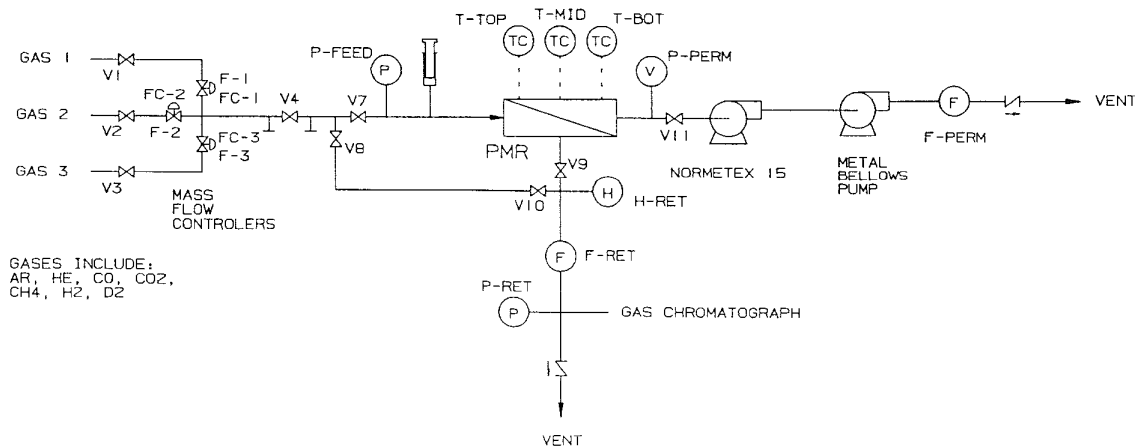 T-TOP
T-MID
T-BOT
TC
TC
TC
P-FEED
P
P-PERM
V
GAS 1
V1
F-1
FC-1
GAS 2
V2
FC-2
F-2
V4
V7
FC-3
F-3
V8
GAS 3
V3
MASS
FLOW
CONTROLERS
PMR
V9
V10
H
H-RET
V11
NORMETEX 15
METAL
BELLOWS
PUMP
F
F-PERM
VENT
GASES INCLUDE:
AR, HE, CO, CO2,
CH4, H2, D2
F
F-RET
P-RET
P
GAS CHROMATOGRAPH
VENT